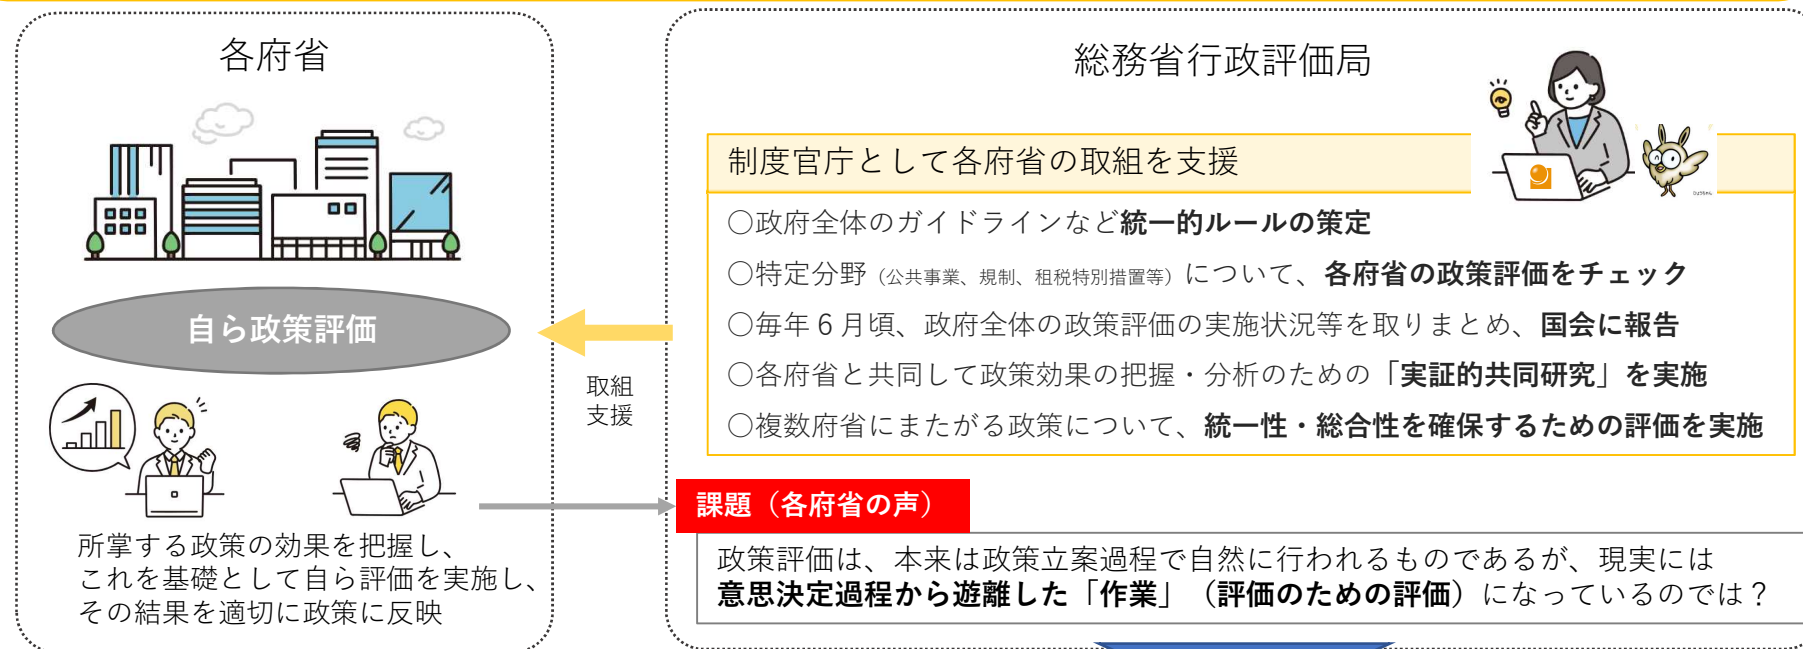 各府省
自ら政策評価
所掌する政策の効果を把握し、
これを基礎として自ら評価を実施し、
その結果を適切に政策に反映
取組
支援
総務省行政評価局
制度官庁として各府省の取組を支援
○政府全体のガイドラインなど統一的ルールの策定
○特定分野（公共事業、規制、租税特別措置等）について、各府省の政策評価をチェック
○毎年６月頃、政府全体の政策評価の実施状況等を取りまとめ、国会に報告
○各府省と共同して政策効果の把握・分析のための「実証的共同研究」を実施
○複数府省にまたがる政策について、統一性・総合性を確保するための評価を実施
課題（各府省の声）
政策評価は、本来は政策立案過程で自然に行われるものであるが、現実には
意思決定過程から遊離した「作業」（評価のための評価）になっているのでは？